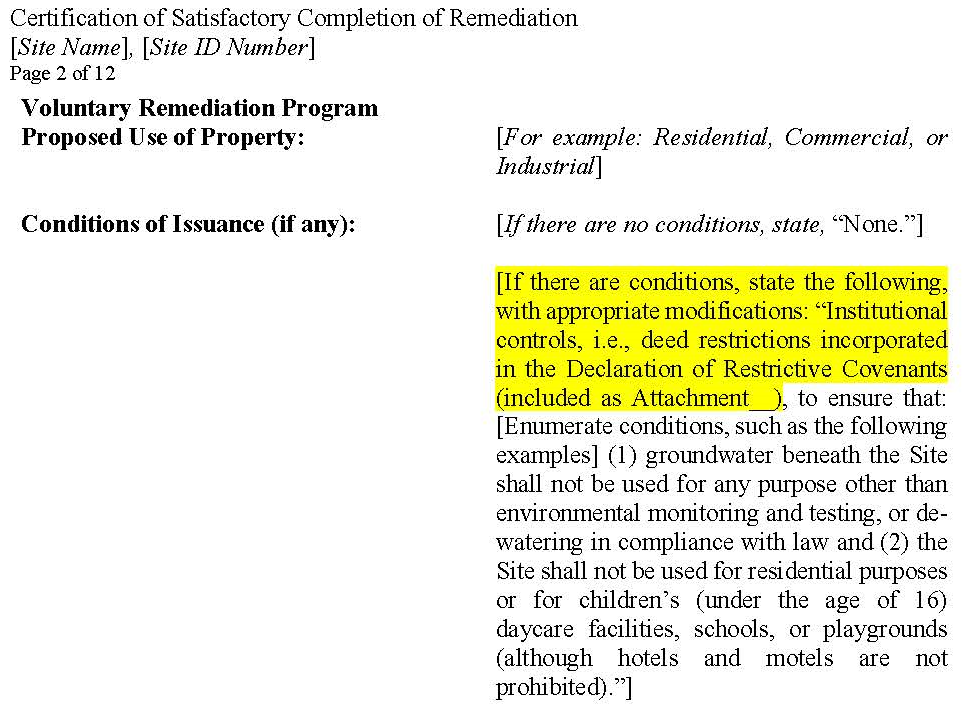 Certification of Satisfactory Completion of Remediation
[Site Name], [Site ID Number]
Page 2 of 12
Voluntary Remediation Program
Proposed Use of Property:
[For example: Residential, Commercial, or
Industrial]
Conditions of Issuance (if any):
[If there are no conditions, state, “None.”]
[If there are conditions, state the following,
with appropriate modifications: “Institutional
controls, i.e., deed restrictions incorporated
in the Declaration of Restrictive Covenants
(included as Attachment__), to ensure that:
[Enumerate conditions, such as the following
examples] (1) groundwater beneath the Site
shall not be used for any purpose other than
environmental monitoring and testing, or de-
watering in compliance with law and (2) the
Site shall not be used for residential purposes
or for children’s (under the age of 16)
daycare facilities, schools, or playgrounds
(although hotels and motels are not
prohibited).”]